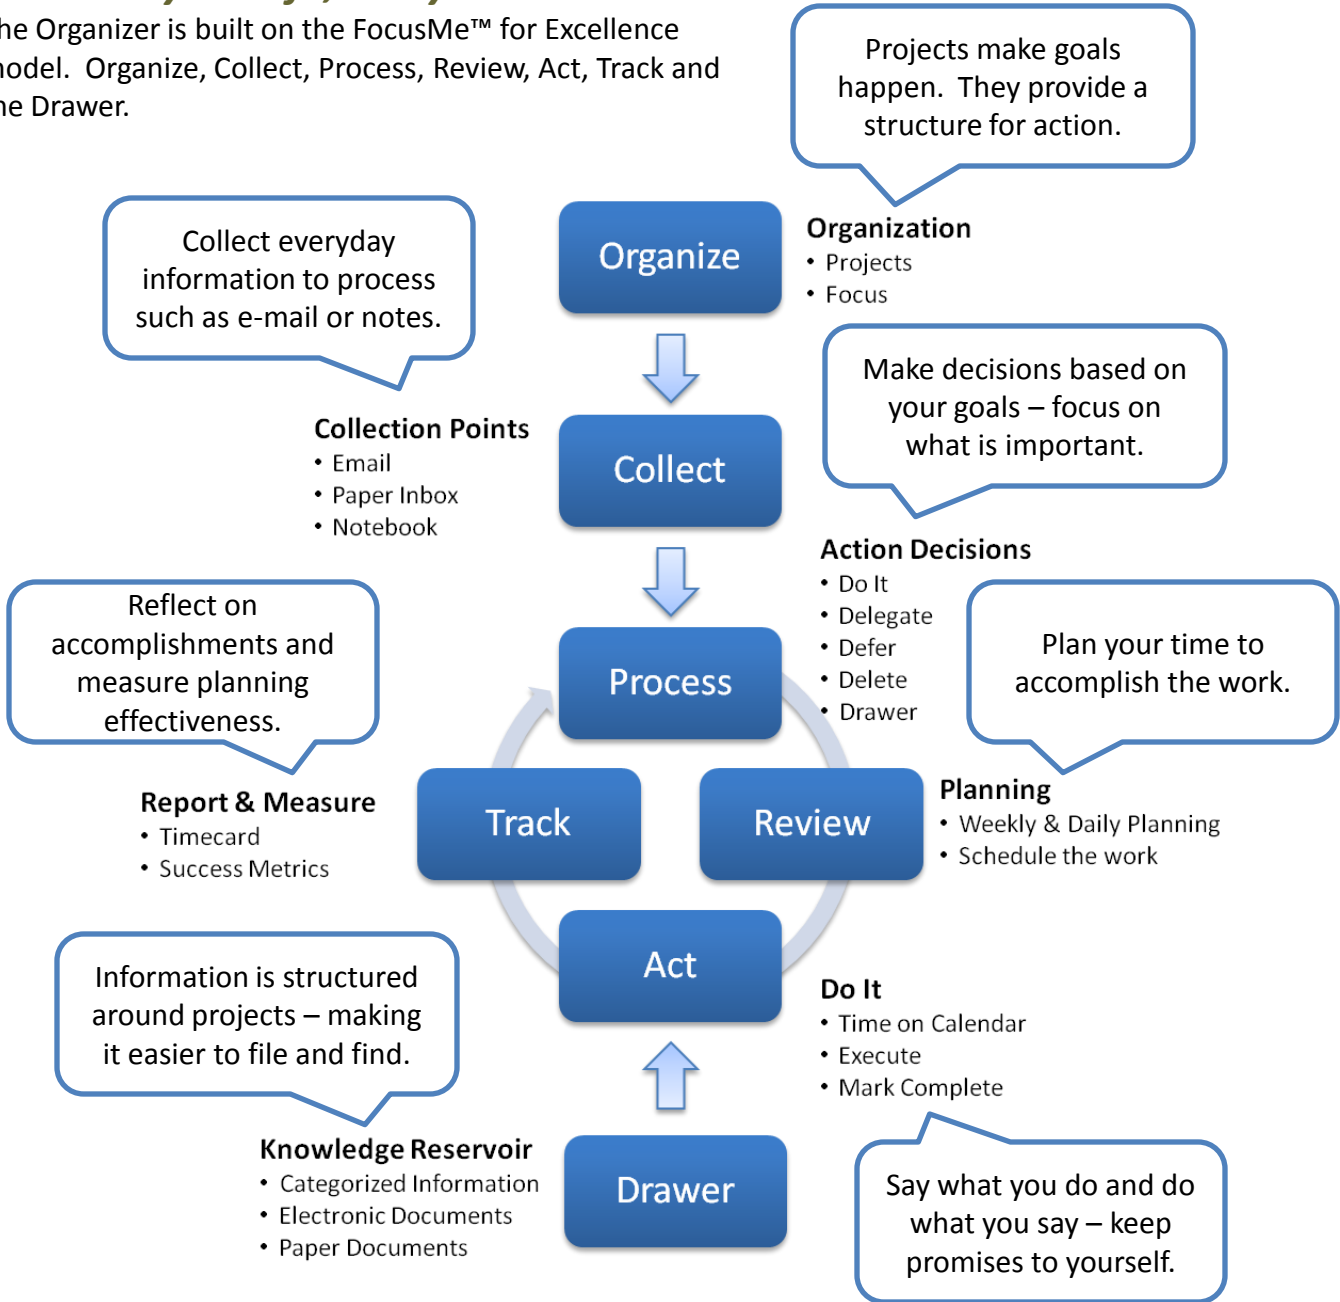 he Organizer is built on the FocusMe™ for Excellence
odel. Organize, Collect, Process, Review, Act, Track and
he Drawer.
Projects make goals
happen. They provide a
structure for action.
Collect everyday
information to process
such as e-mail or notes.
Organize
Organization
• Projects
• Focus
Make decisions based on
your goals – focus on
what is important.
Collection Points
• Email
• Paper Inbox
• Notebook
Collect
Action Decisions
• Do It
• Delegate
• Defer
• Delete
• Drawer
Reflect on
accomplishments and
measure planning
effectiveness.
Process
Plan your time to
accomplish the work.
Report & Measure
• Timecard
• Success Metrics
Track
Review
Planning
• Weekly & Daily Planning
• Schedule the work
Information is structured
around projects – making
it easier to file and find.
Act
Do It
• Time on Calendar
• Execute
• Mark Complete
Knowledge Reservoir
• Categorized Information
• Electronic Documents
• Paper Documents
Drawer
Say what you do and do
what you say – keep
promises to yourself.